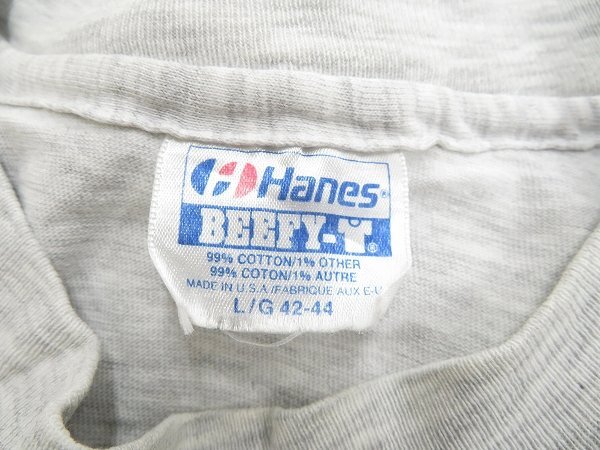 Hanes®
BEEFY-T®
99% COTTON/1% OTHER
99% COTON/1% AUTRE
MADE IN U.S.A./FABRIQUE AUX E-U
L/G 42-44